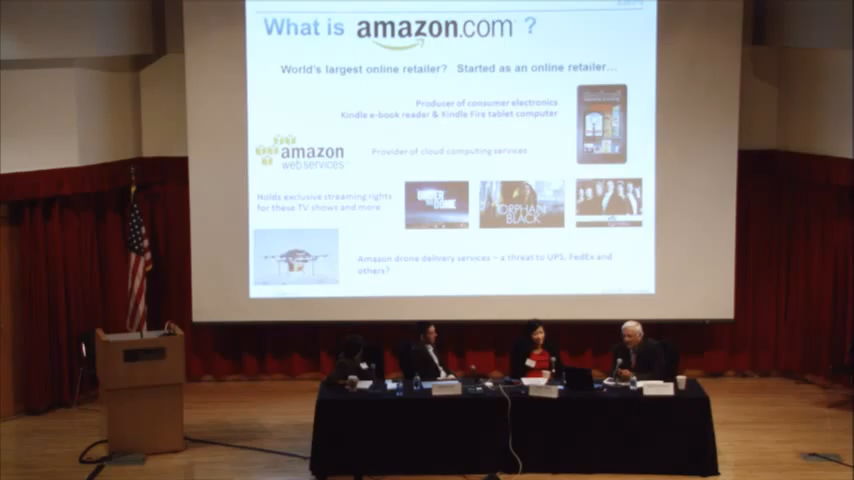 What is amazon.com ?
World's largest online retailer? Started as an online retailer...
Producer of consumer electronics
Kindle e-book reader & Kindle Fire tablet computer
amazon
webservices
Provider of cloud computing services
Holds exclusive streaming rights
for these TV shows and more
ORPHAN
BLACK
Amazon drone delivery services – a threat to UPS, FedEx and
others?